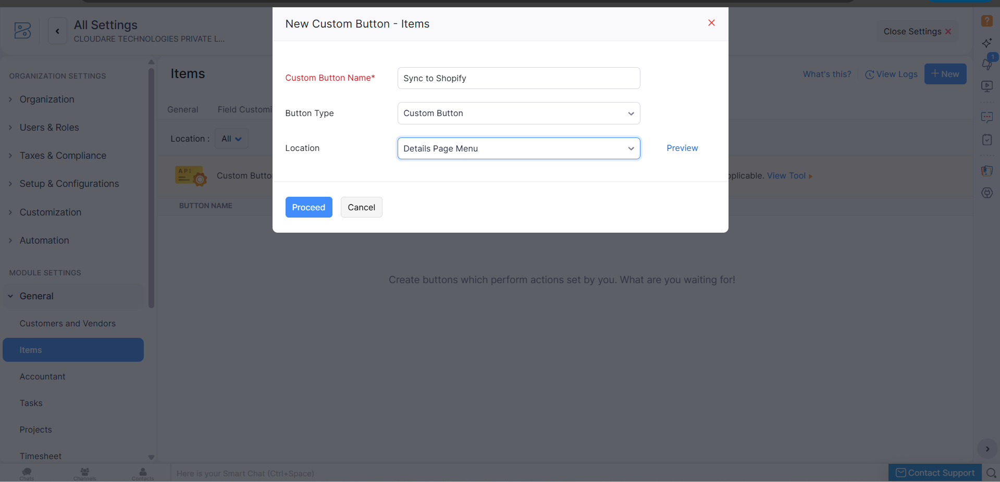 All Settings
CLOUDARE TECHNOLOGIES PRIVATE L...
New Custom Button - Items
Close Settings
ORGANIZATION SETTINGS
Organization
Users & Roles
Taxes & Compliance
Setup & Configurations
Customization
Automation
MODULE SETTINGS
General
Customers and Vendors
Items
Accountant
Tasks
Projects
Timesheet
Items
What's this?
View Logs
+ New
General
Field Customi
Location :
All
API
Custom Butto
plicable. View Tool
BUTTON NAME
Custom Button Name*
Sync to Shopify
Button Type
Custom Button
Location
Details Page Menu
Preview
Proceed
Cancel
Create buttons which perform actions set by you. What are you waiting for!
?
1
Chats
Channels
Contacts
Here is your Smart Chat (Ctrl+Space)
Contact Support